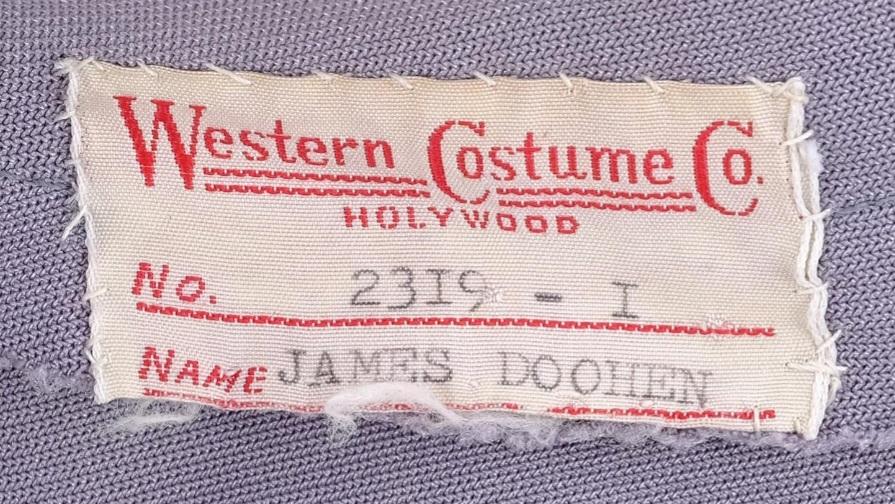 Western Costume Co.
HOLYWOOD
No. 2319 - I
NAME JAMES DOOHEN